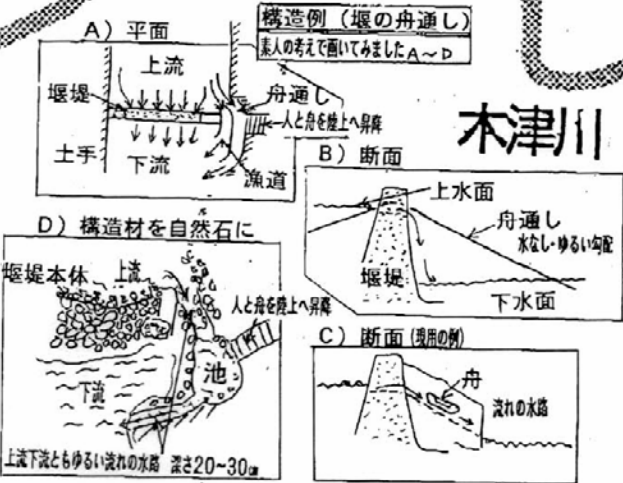 構造例（堰の舟通し）
素人の考えで画いてみましたA～D
A）平面
上流
堰堤
舟通し
人と舟を陸上へ昇降
土手
下流
漁道
木津川
B）断面
上水面
舟通し
水なし・ゆるい勾配
堰堤
下水面
D）構造材を自然石に
堰堤本体
上流
人と舟を陸上へ昇降
池
下流
上流下流ともゆるい流れの水路 深さ20～30㎝
C）断面（現用の例）
舟
流れの水路